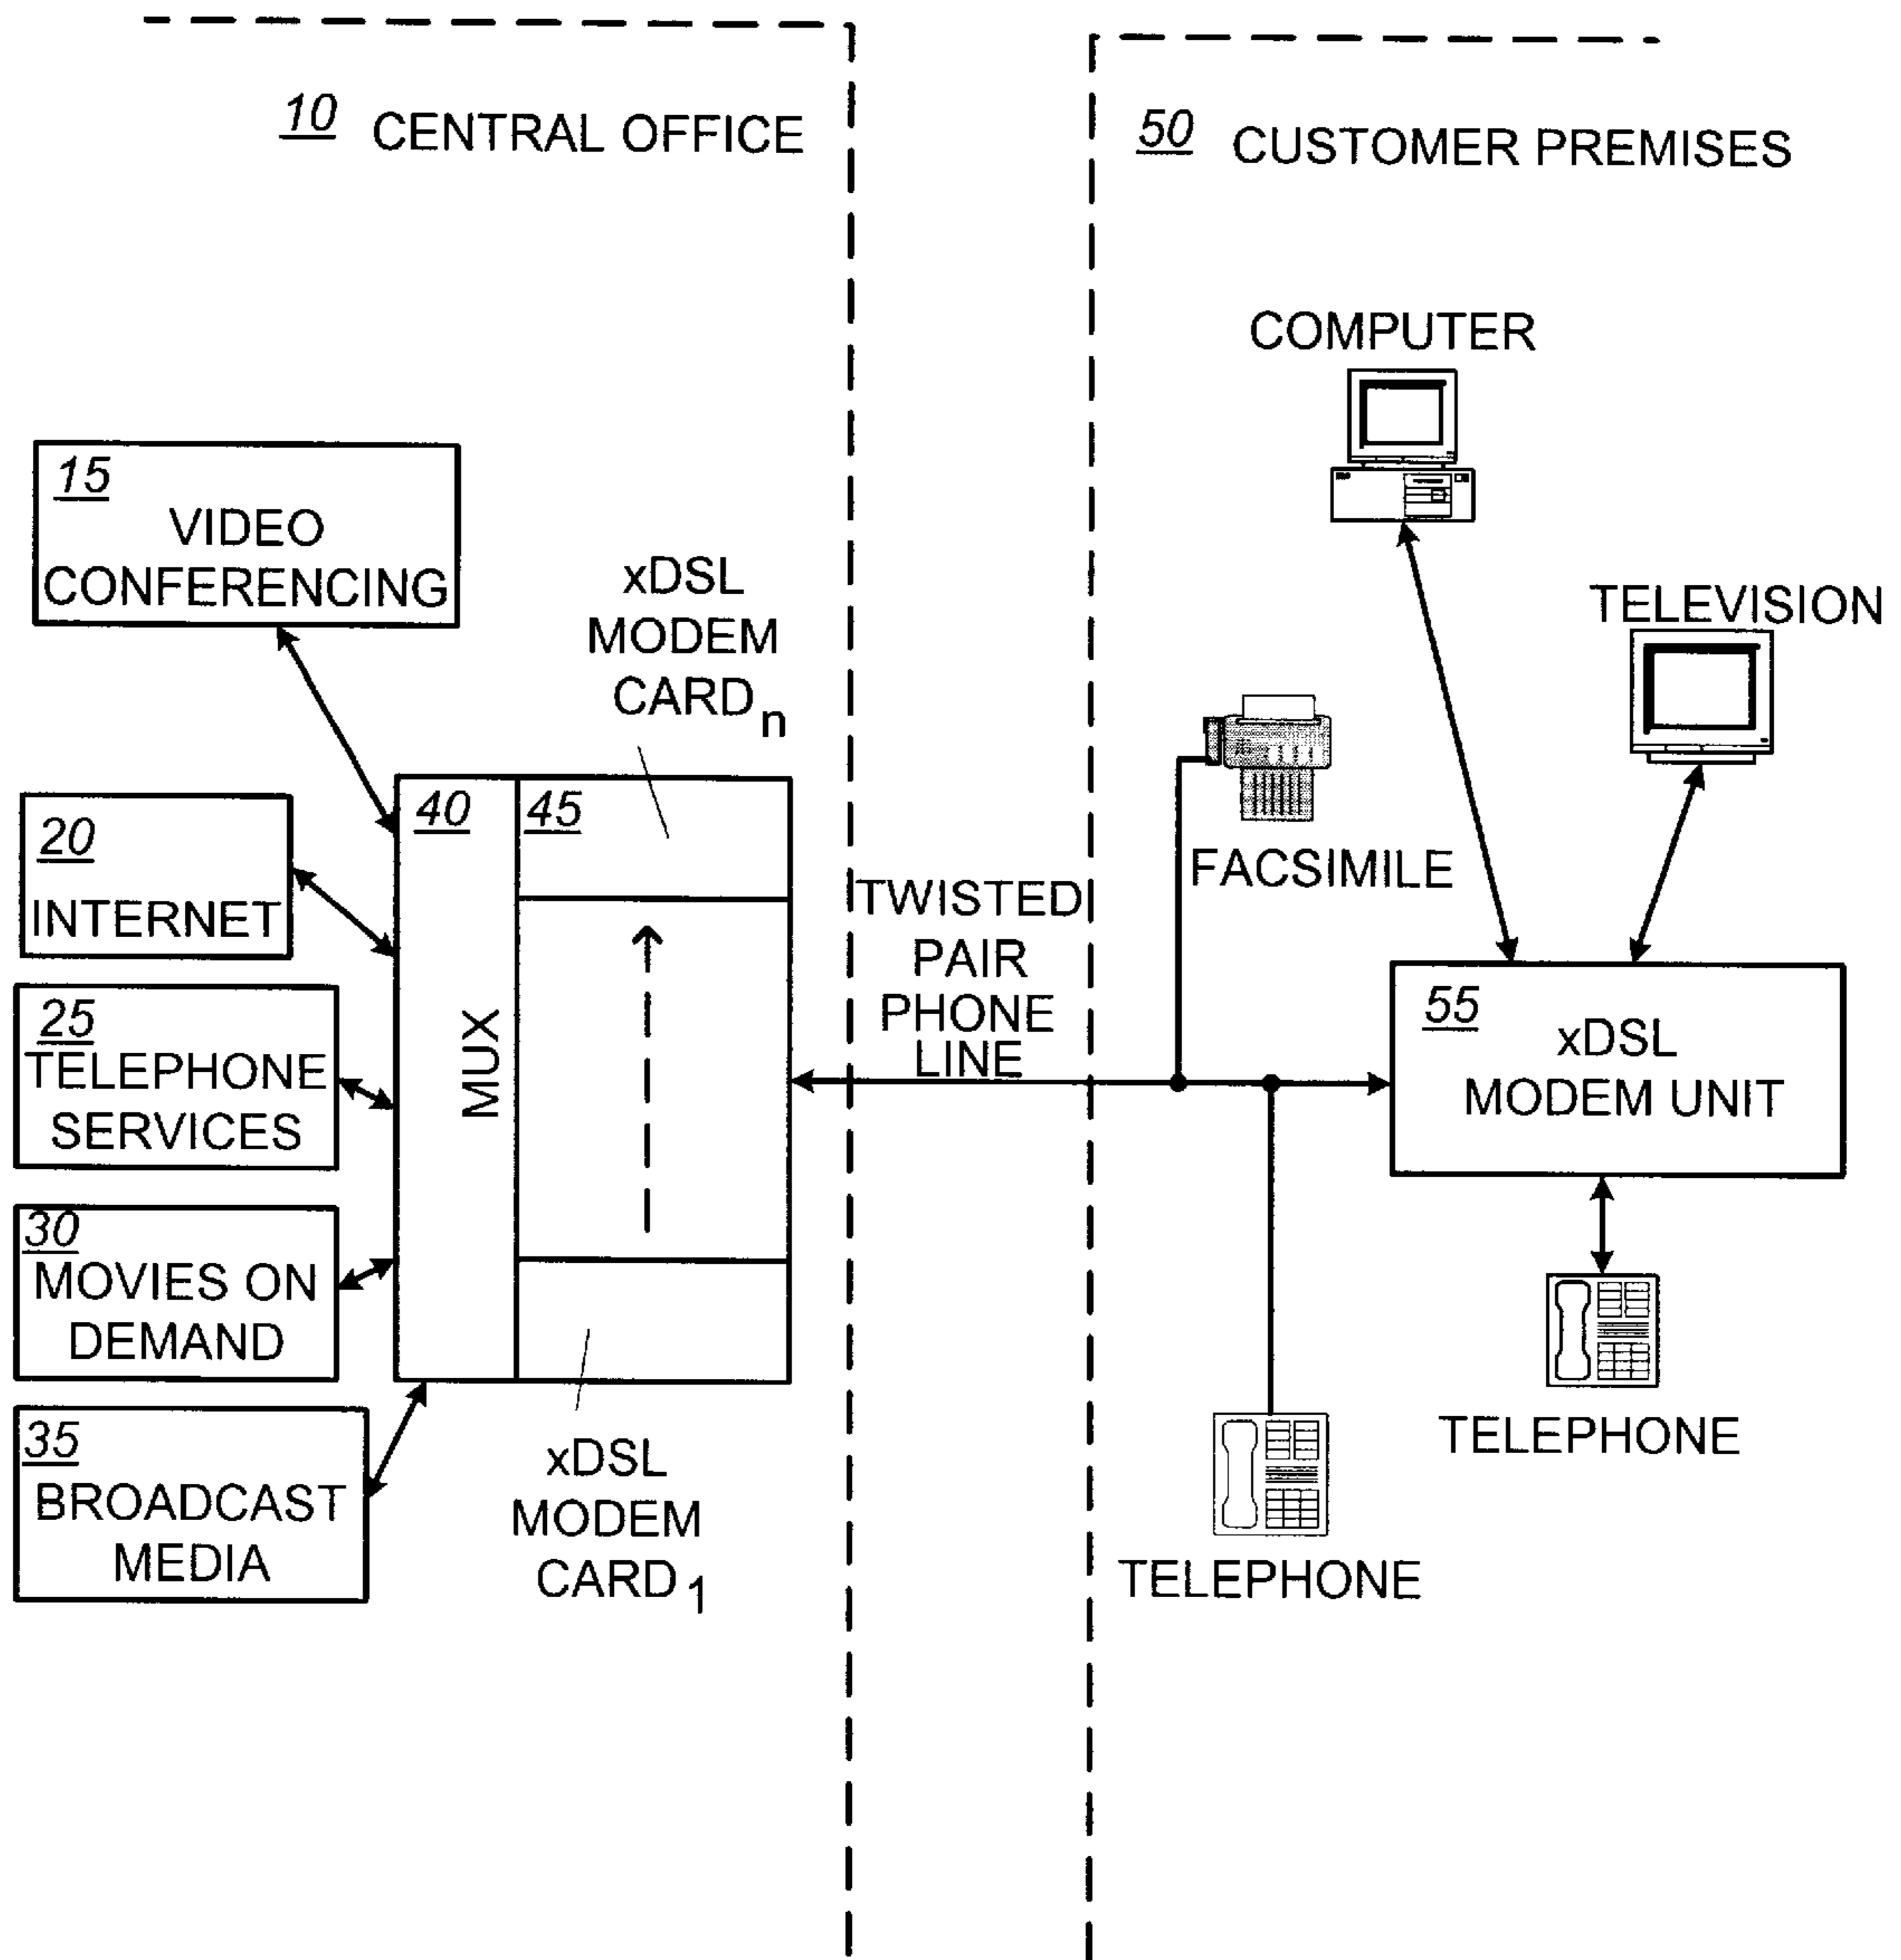 10 CENTRAL OFFICE
50 CUSTOMER PREMISES
COMPUTER
TELEVISION
15
VIDEO
CONFERENCING
xDSL
MODEM
CARDn
FACSIMILE
20
INTERNET
40
45
MUX
TWISTED
PAIR
PHONE
LINE
25
TELEPHONE
SERVICES
55
xDSL
MODEM UNIT
30
MOVIES ON
DEMAND
35
BROADCAST
MEDIA
xDSL
MODEM
CARD1
TELEPHONE
TELEPHONE